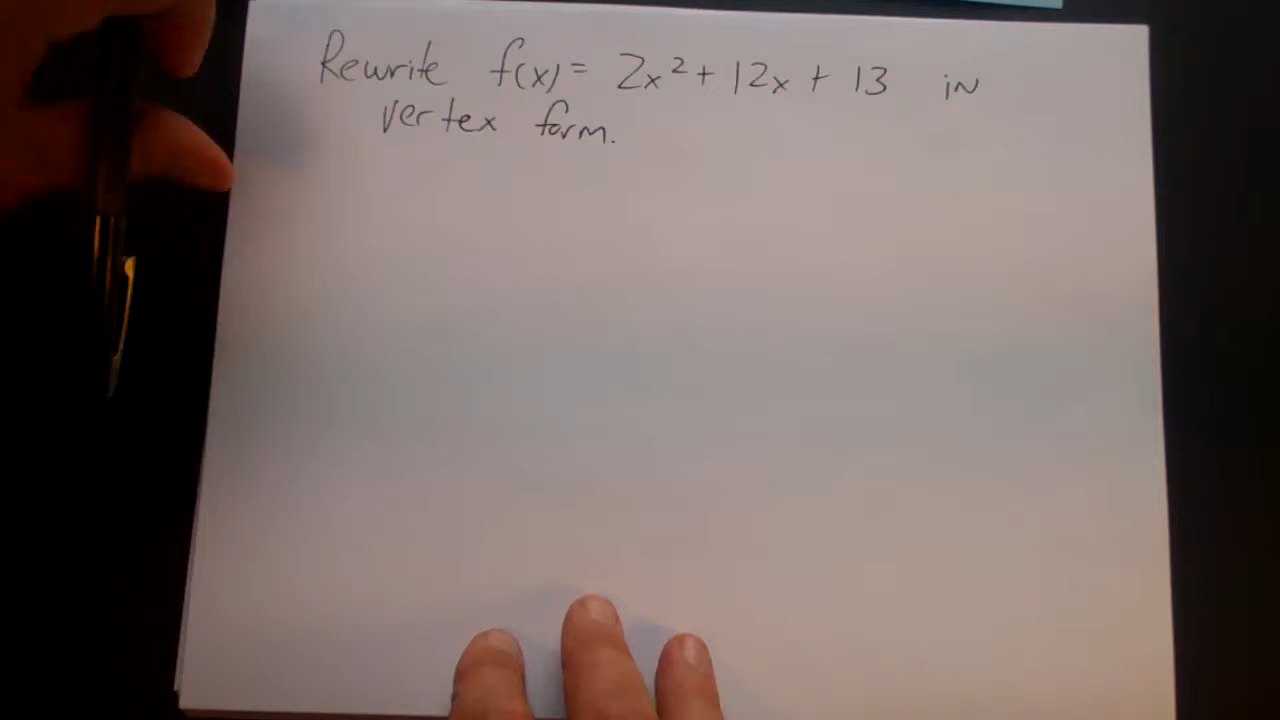 Rewrite f(x) = 2x² + 12x + 13 in
vertex form.